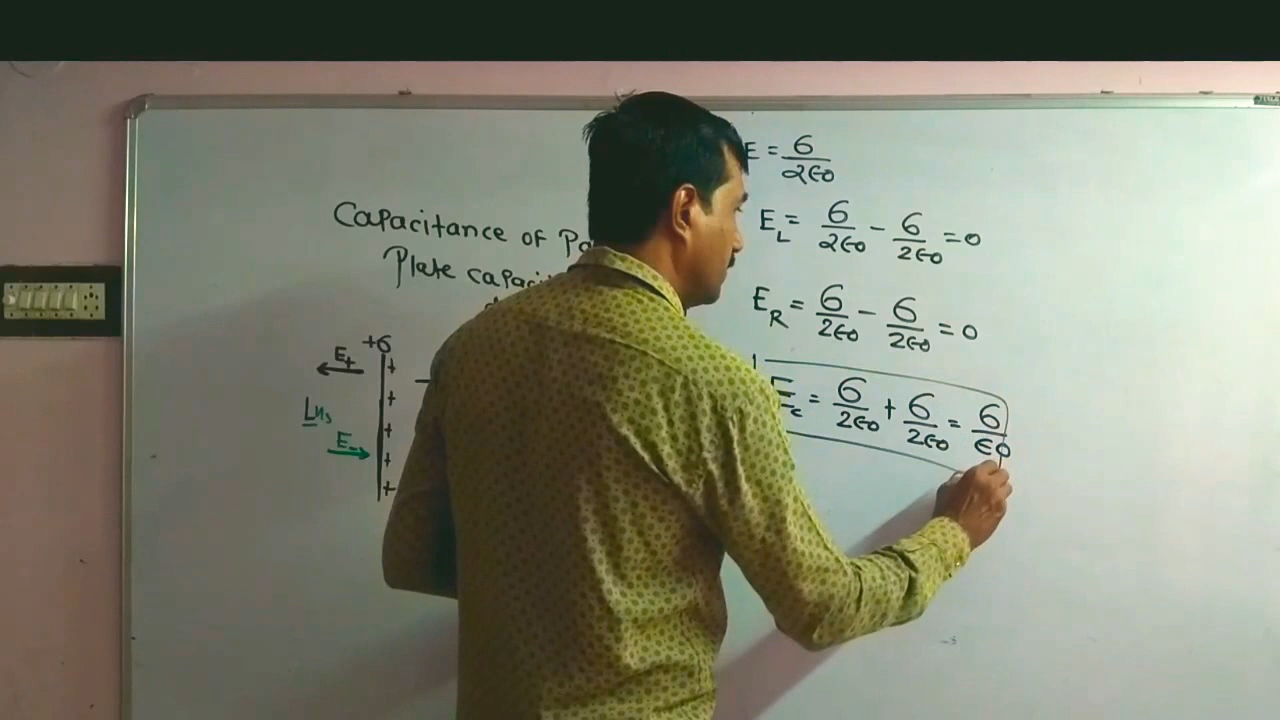 Capacitance of Pa
Plate capaci
+6
E+
LHs
E-
+
+
+
+
+
E = 6/2ϵ0
E_L = 6/2ϵ0 - 6/2ϵ0 = 0
E_R = 6/2ϵ0 - 6/2ϵ0 = 0
E_c = 6/2ϵ0 + 6/2ϵ0 = 6/ϵ0